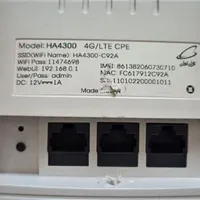 Model: HA4300 4G/LTE CPE
SSID(WiFi Name): HA4300-C92A
WiFi Pass: 11474698
WebUI: 192.168.0.1
User/Pass: admin
DC: 12V⎓1A
IMEI: 861382060730710
MAC: FC617912C92A
S/N: 110102200001011
Made